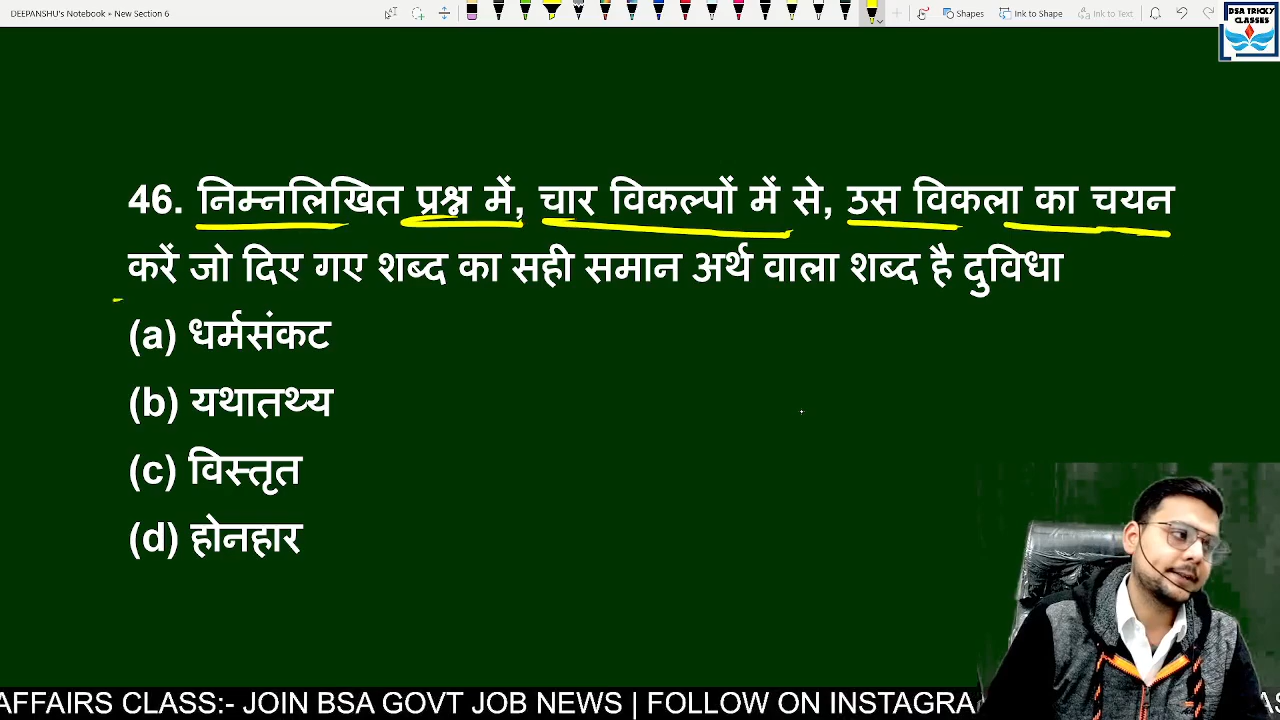 DEEPANSHU's Notebook ▸ New Section 6
Shapes
Ink to Shape
Ink to Text
BSA TRICKY
CLASSES
46. निम्नलिखित प्रश्न में, चार विकल्पों में से, उस विकला का चयन
करें जो दिए गए शब्द का सही समान अर्थ वाला शब्द है दुविधा
(a) धर्मसंकट
(b) यथातथ्य
(c) विस्तृत
(d) होनहार
AFFAIRS CLASS:- JOIN BSA GOVT JOB NEWS | FOLLOW ON INSTAGRA